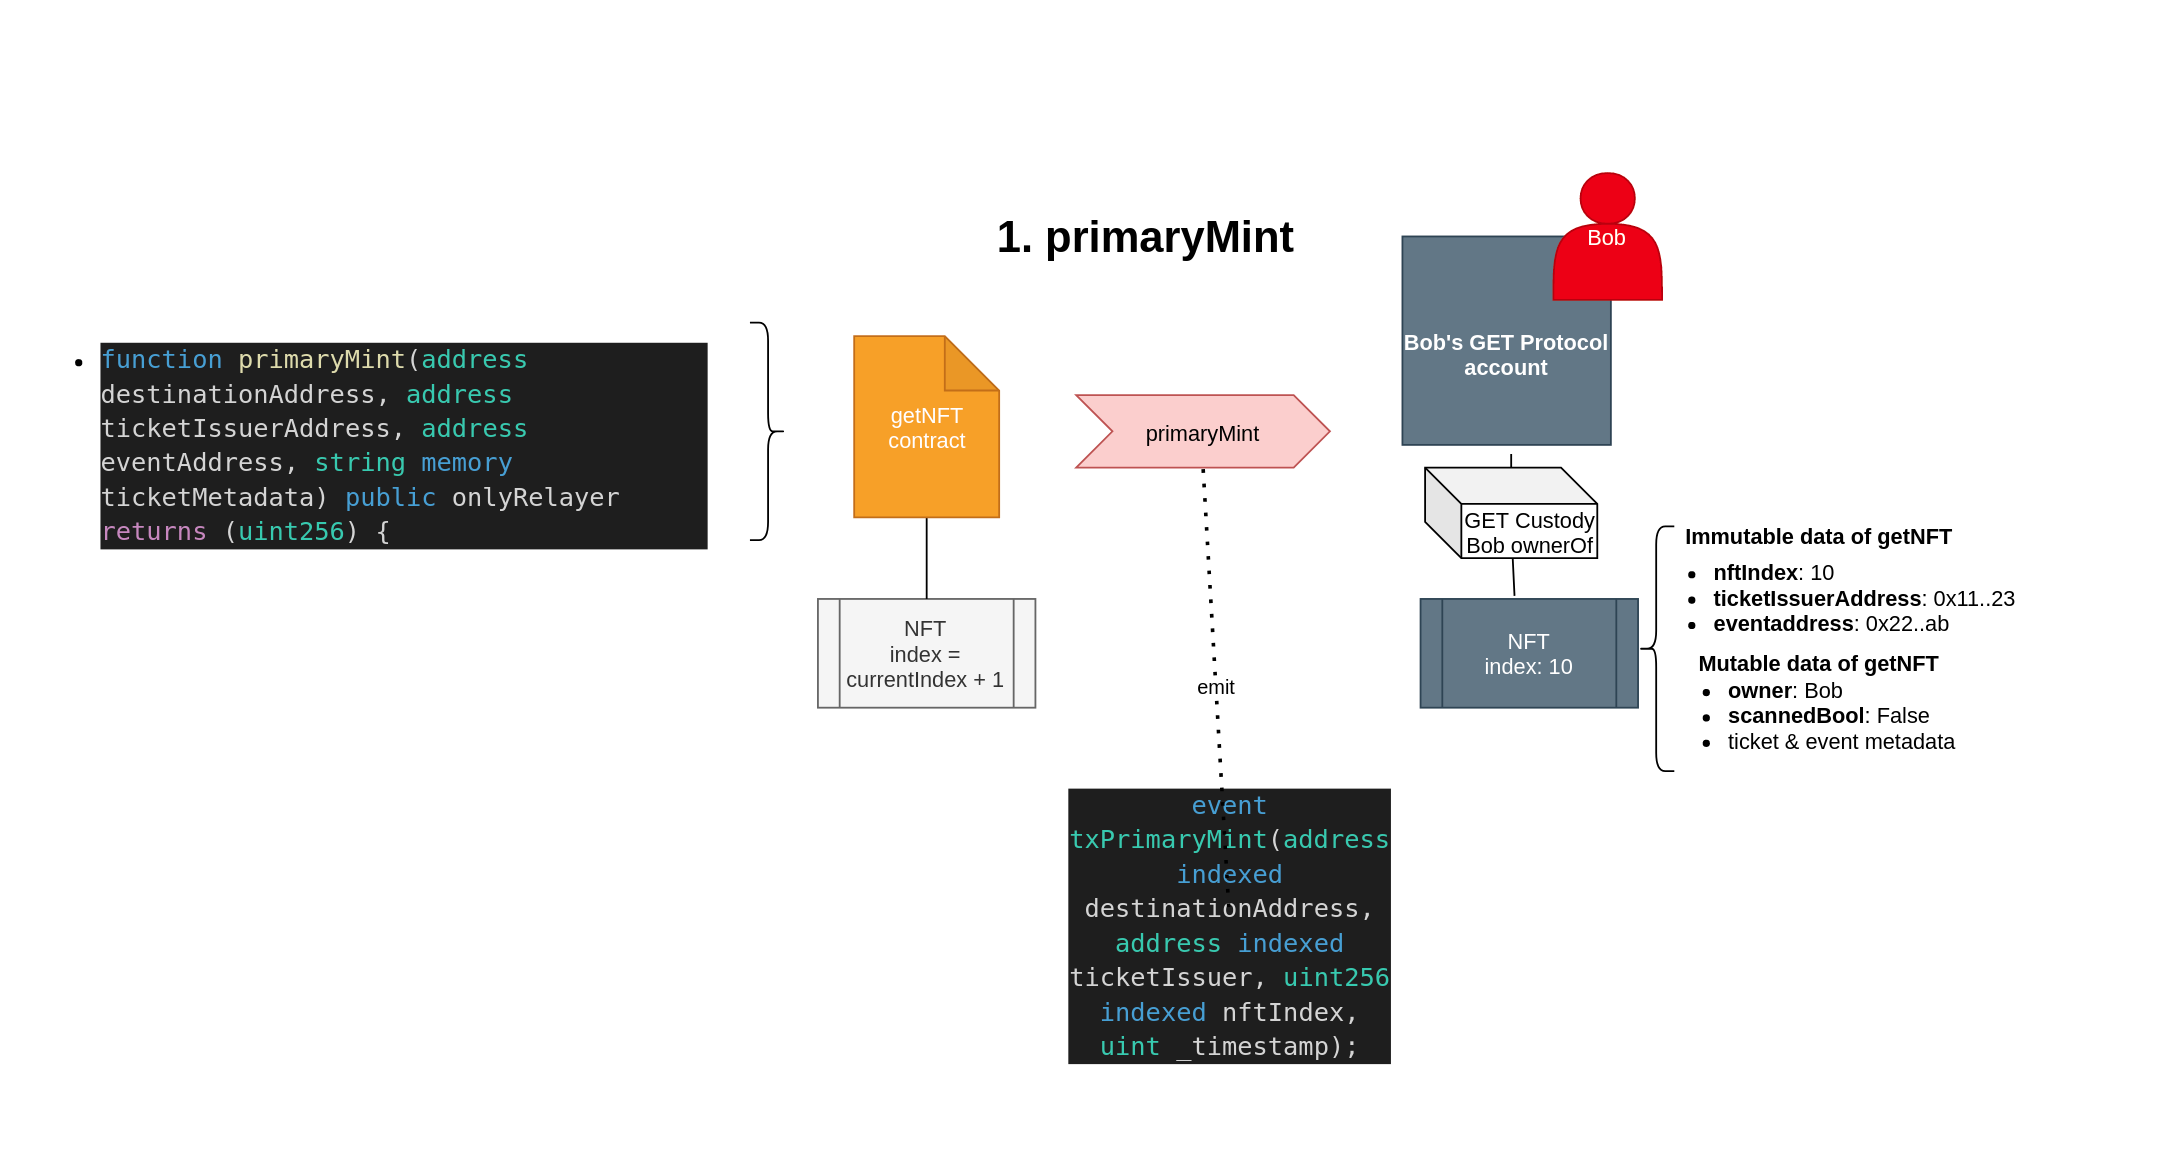 1. primaryMint
function primaryMint(address
destinationAddress, address
ticketIssuerAddress, address
eventAddress, string memory
ticketMetadata) public onlyRelayer
returns (uint256) {
getNFT
contract
NFT
index =
currentIndex + 1
primaryMint
emit
event
txPrimaryMint(address
indexed
destinationAddress,
address indexed
ticketIssuer, uint256
indexed nftIndex,
uint _timestamp);
Bob
Bob's GET Protocol
account
GET Custody
Bob ownerOf
NFT
index: 10
Immutable data of getNFT
nftIndex: 10
ticketIssuerAddress: 0x11..23
eventaddress: 0x22..ab
Mutable data of getNFT
owner: Bob
scannedBool: False
ticket & event metadata